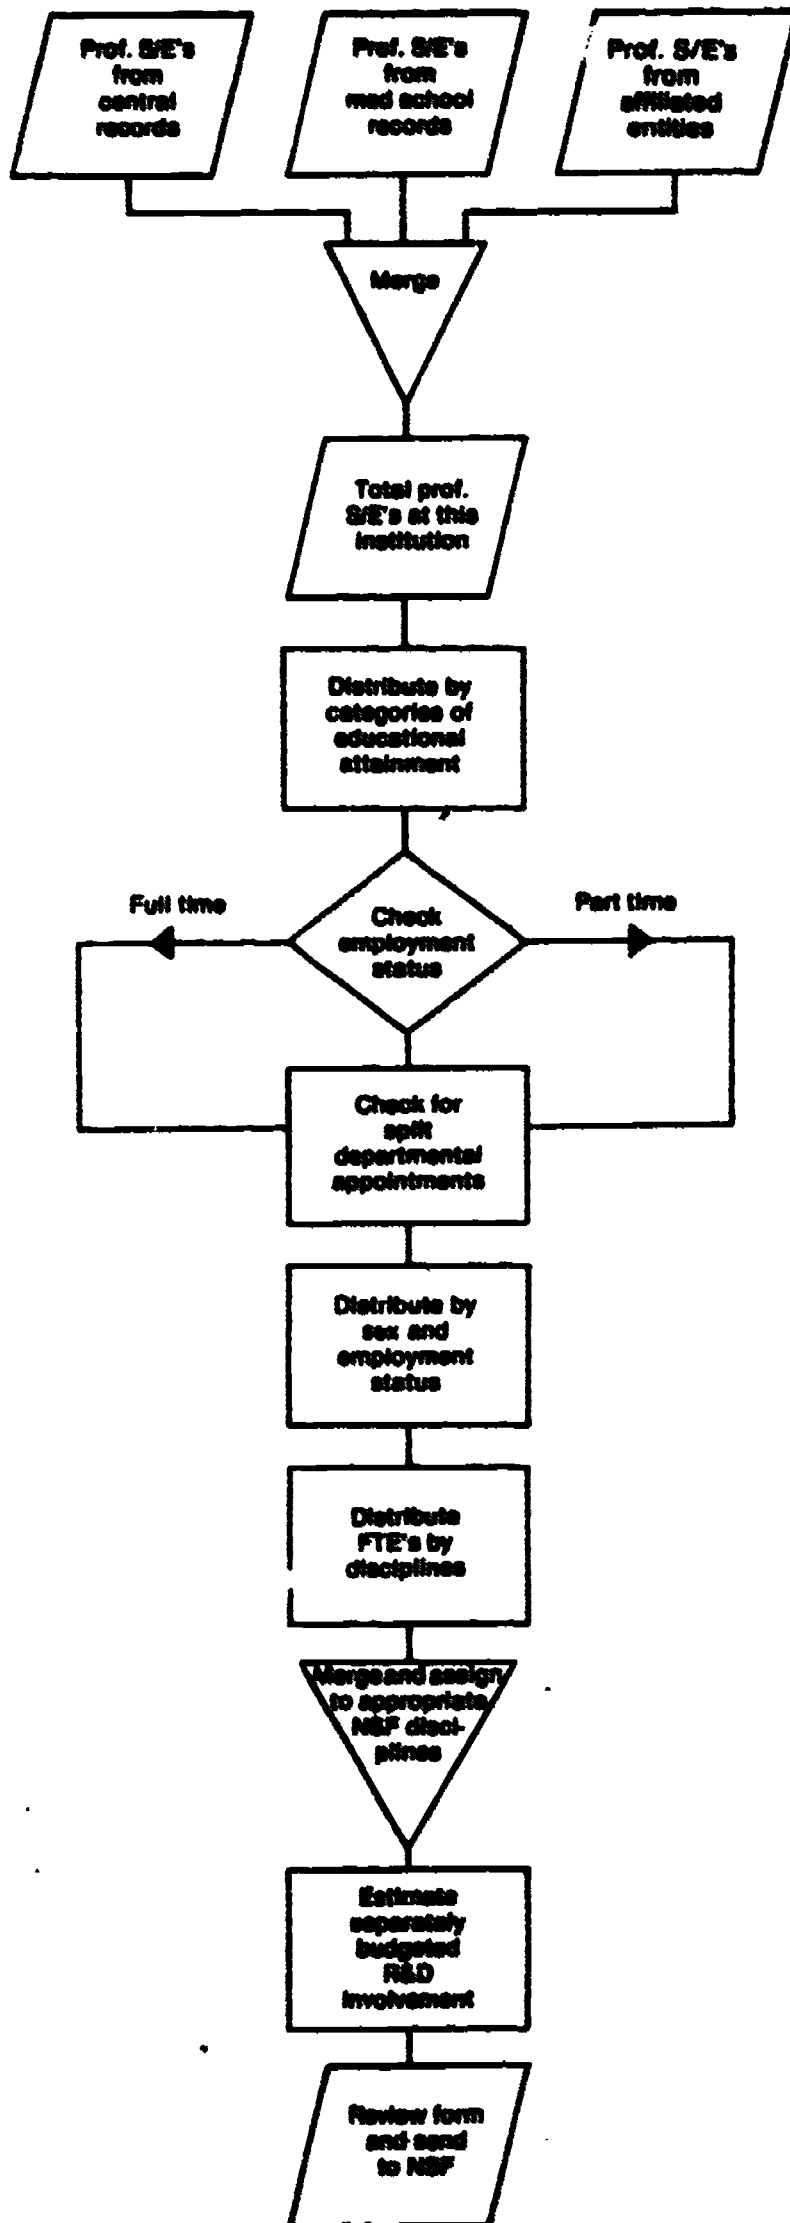 Prof. S/E's
from
central
records
Prof. S/E's
from
med school
records
Prof. S/E's
from
affiliated
entities
Merge
Total prof.
S/E's at this
institution
Distribute by
categories of
educational
attainment
Full time
Check
employment
status
Part time
Check for
split
departmental
appointments
Distribute by
sex and
employment
status
Distribute
FTE's by
disciplines
Merge and assign
to appropriate
NSF disci-
plines
Estimate
separately
budgeted
R&D
involvement
Review form
and send
to NSF